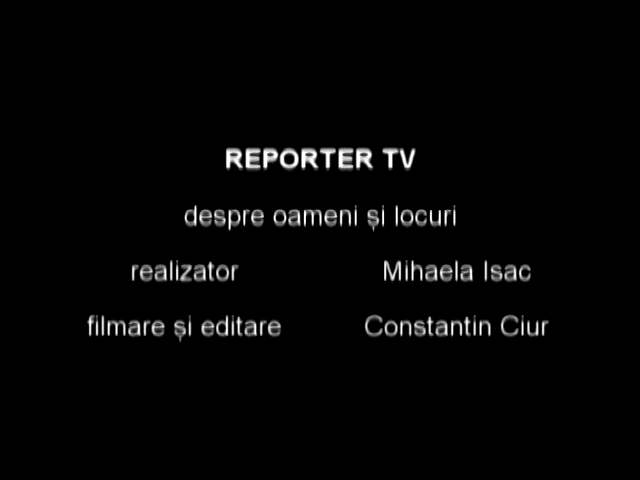 REPORTER TV
despre oameni și locuri
realizator Mihaela Isac
filmare și editare Constantin Ciur